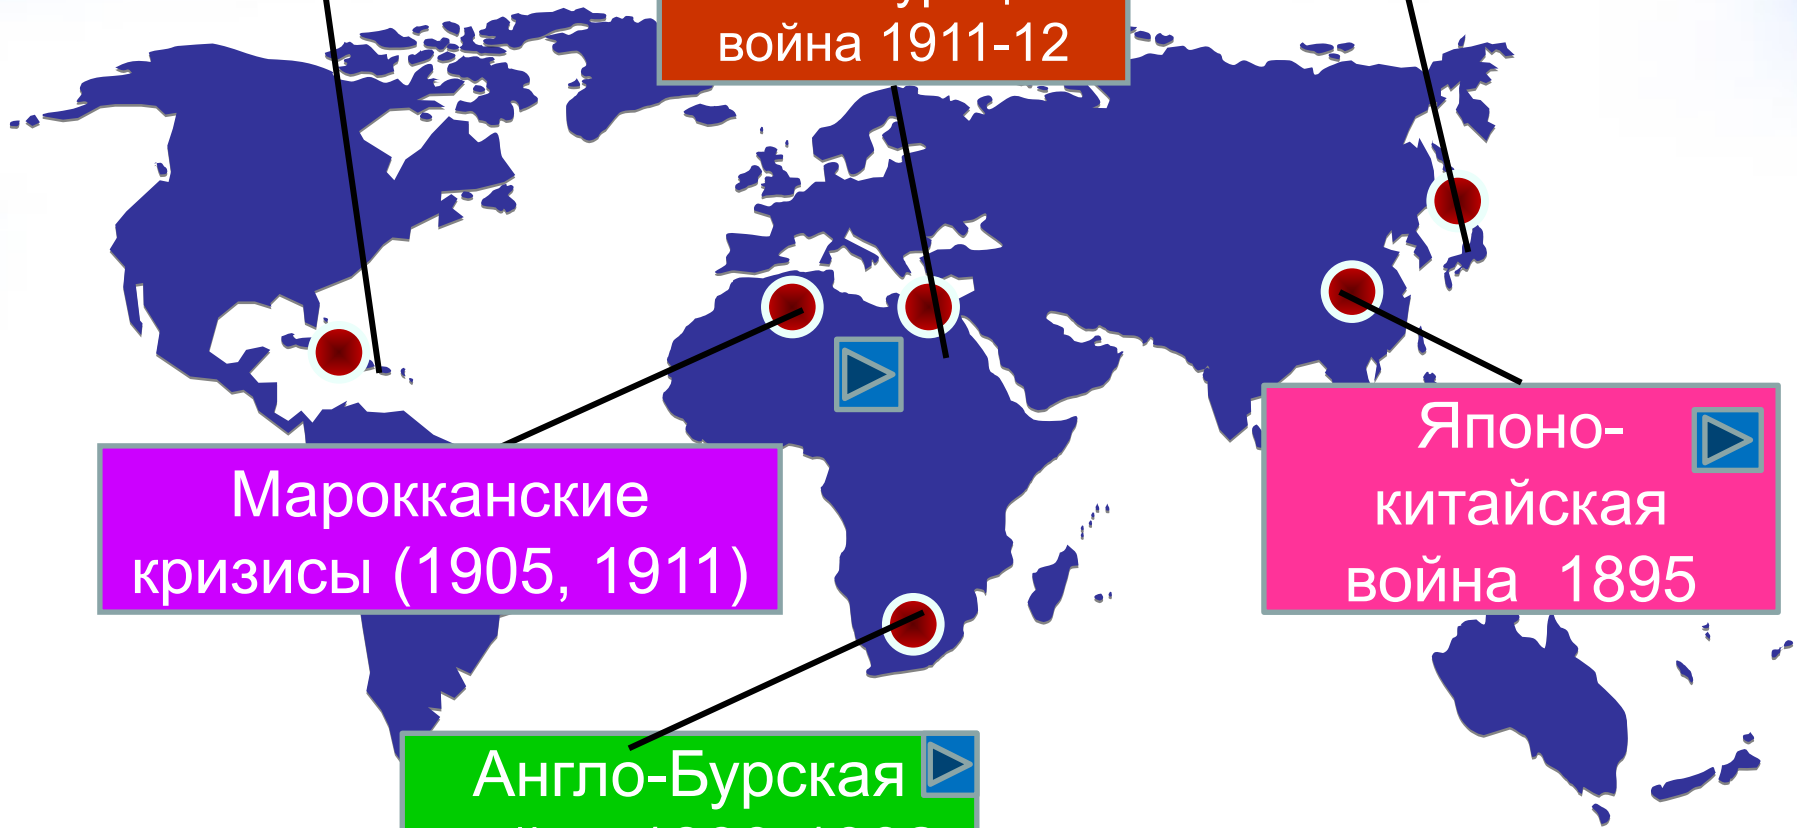 война 1911-12
Марокканские
кризисы (1905, 1911)
Японо-
китайская
война 1895
Англо-Бурская